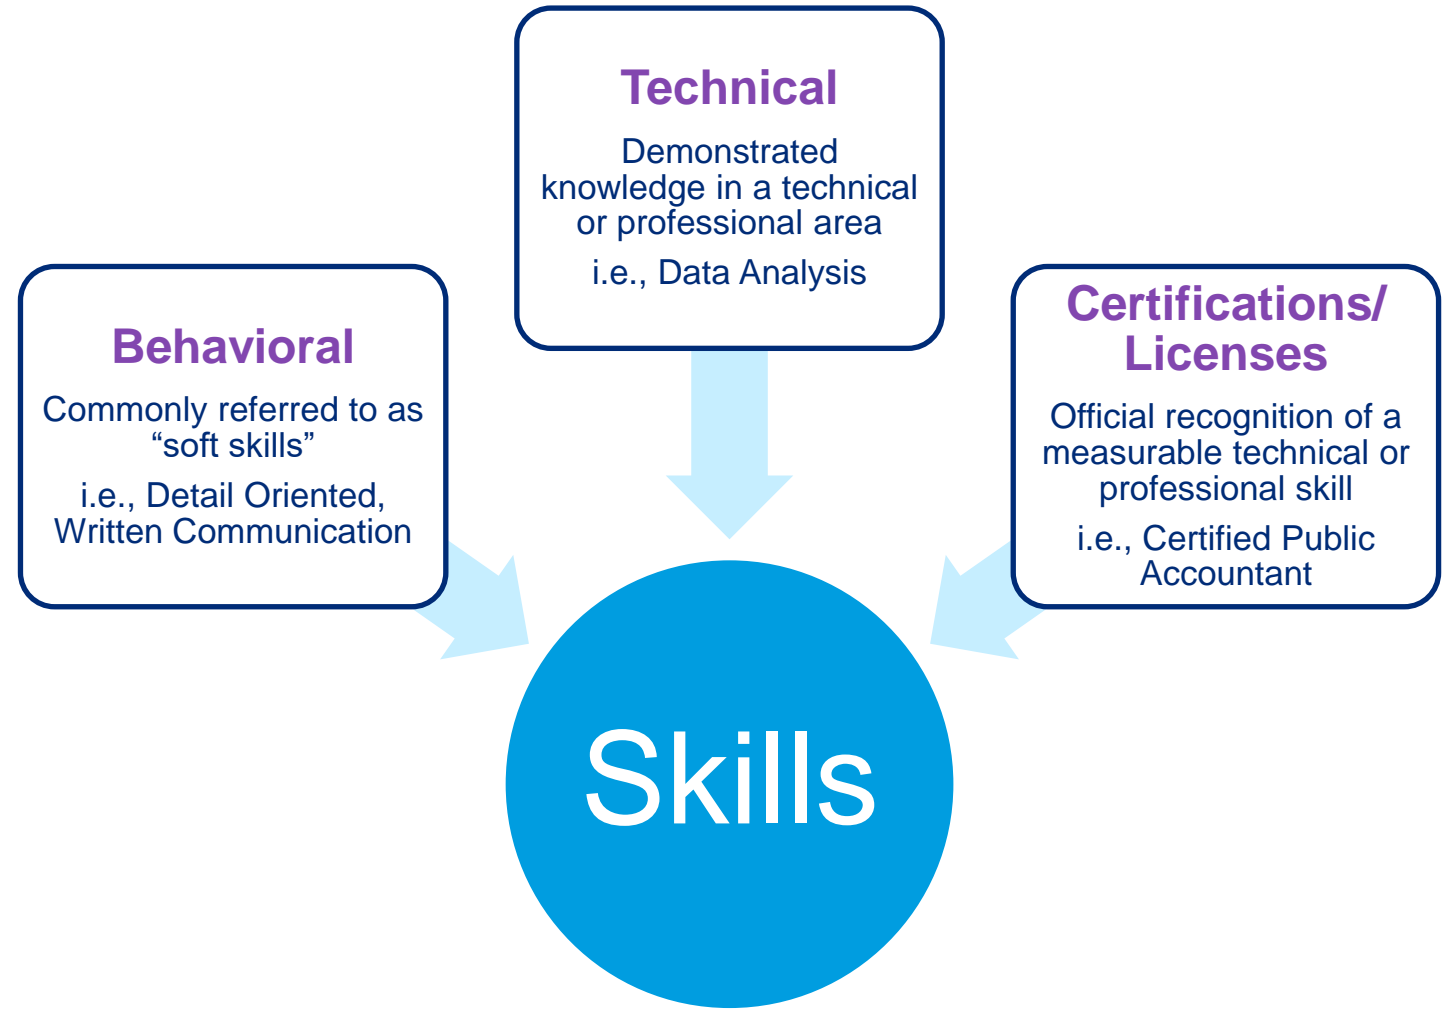 Technical
Demonstrated
knowledge in a technical
or professional area
i.e., Data Analysis
Behavioral
Commonly referred to as
“soft skills”
i.e., Detail Oriented,
Written Communication
Certifications/
Licenses
Official recognition of a
measurable technical or
professional skill
i.e., Certified Public
Accountant
Skills